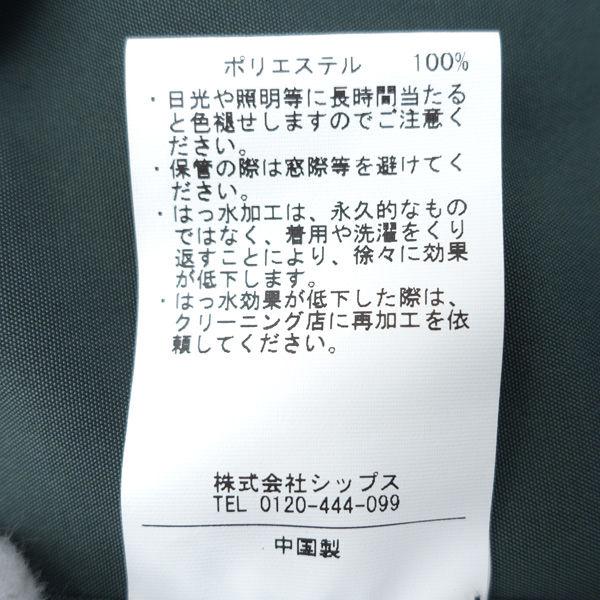 ポリエステル 100%
・日光や照明等に長時間当たる
と色褪せしますのでご注意く
ださい。
・保管の際は窓際等を避けてく
ださい。
・はっ水加工は、永久的なもの
ではなく、着用や洗濯をくり
返すことにより、徐々に効果
が低下します。
・はっ水効果が低下した際は、
クリーニング店に再加工を依
頼してください。
株式会社シップス
TEL 0120-444-099
中国製